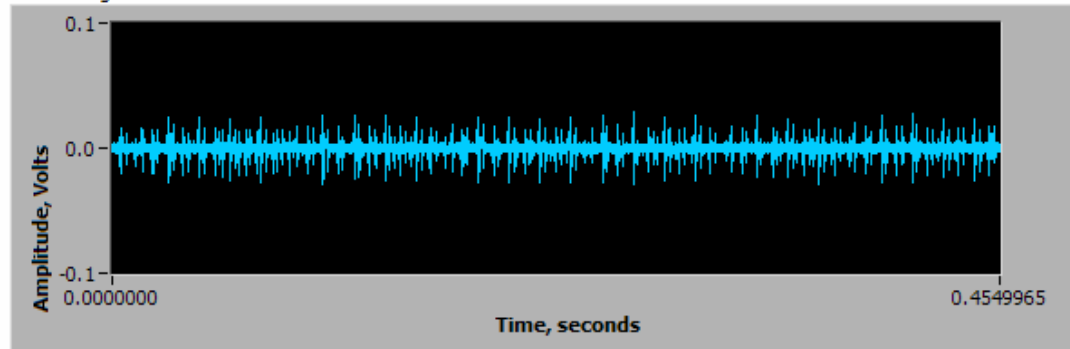 0.1
0.0
-0.1
Amplitude, Volts
0.0000000
0.4549965
Time, seconds